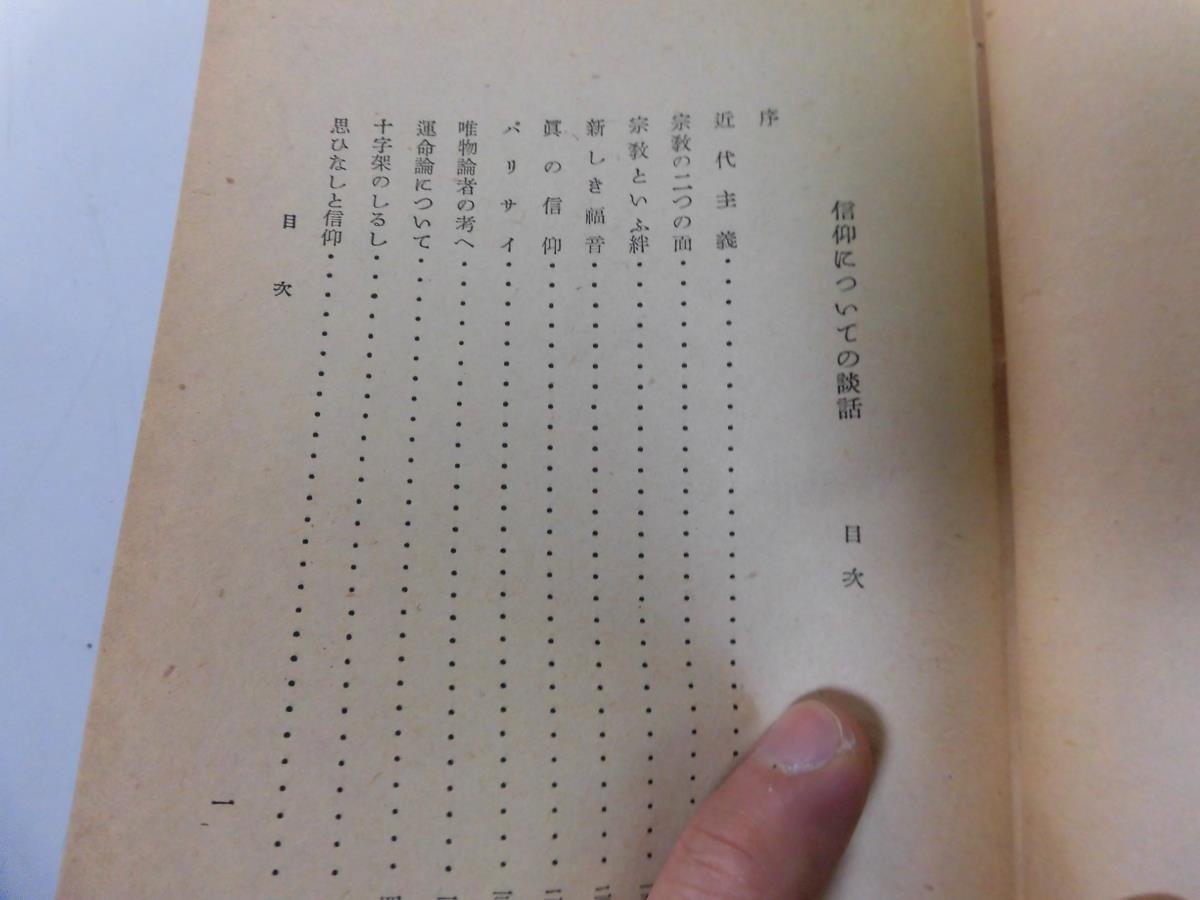 信仰についての談話 目次
序
近代主義
宗教の二つの面
宗教といふ絆
新しき福音
眞の信仰
パリサイ
唯物論者の考へ
運命論について
十字架のしるし
思ひなしと信仰
目次
一